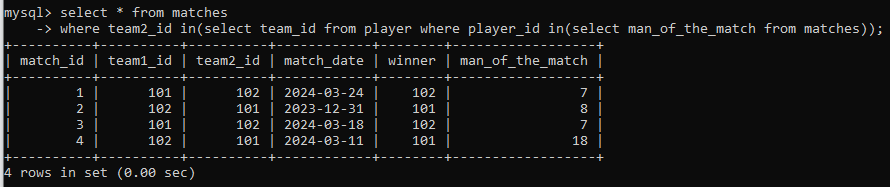 mysql> select * from matches
    -> where team2_id in(select team_id from player where player_id in(select man_of_the_match from matches));
+----------+----------+----------+------------+--------+------------------+
| match_id | team1_id | team2_id | match_date | winner | man_of_the_match |
+----------+----------+----------+------------+--------+------------------+
|        1 |      101 |      102 | 2024-03-24 |    102 |                7 |
|        2 |      102 |      101 | 2023-12-31 |    101 |                8 |
|        3 |      101 |      102 | 2024-03-18 |    102 |                7 |
|        4 |      102 |      101 | 2024-03-11 |    101 |               18 |
+----------+----------+----------+------------+--------+------------------+
4 rows in set (0.00 sec)